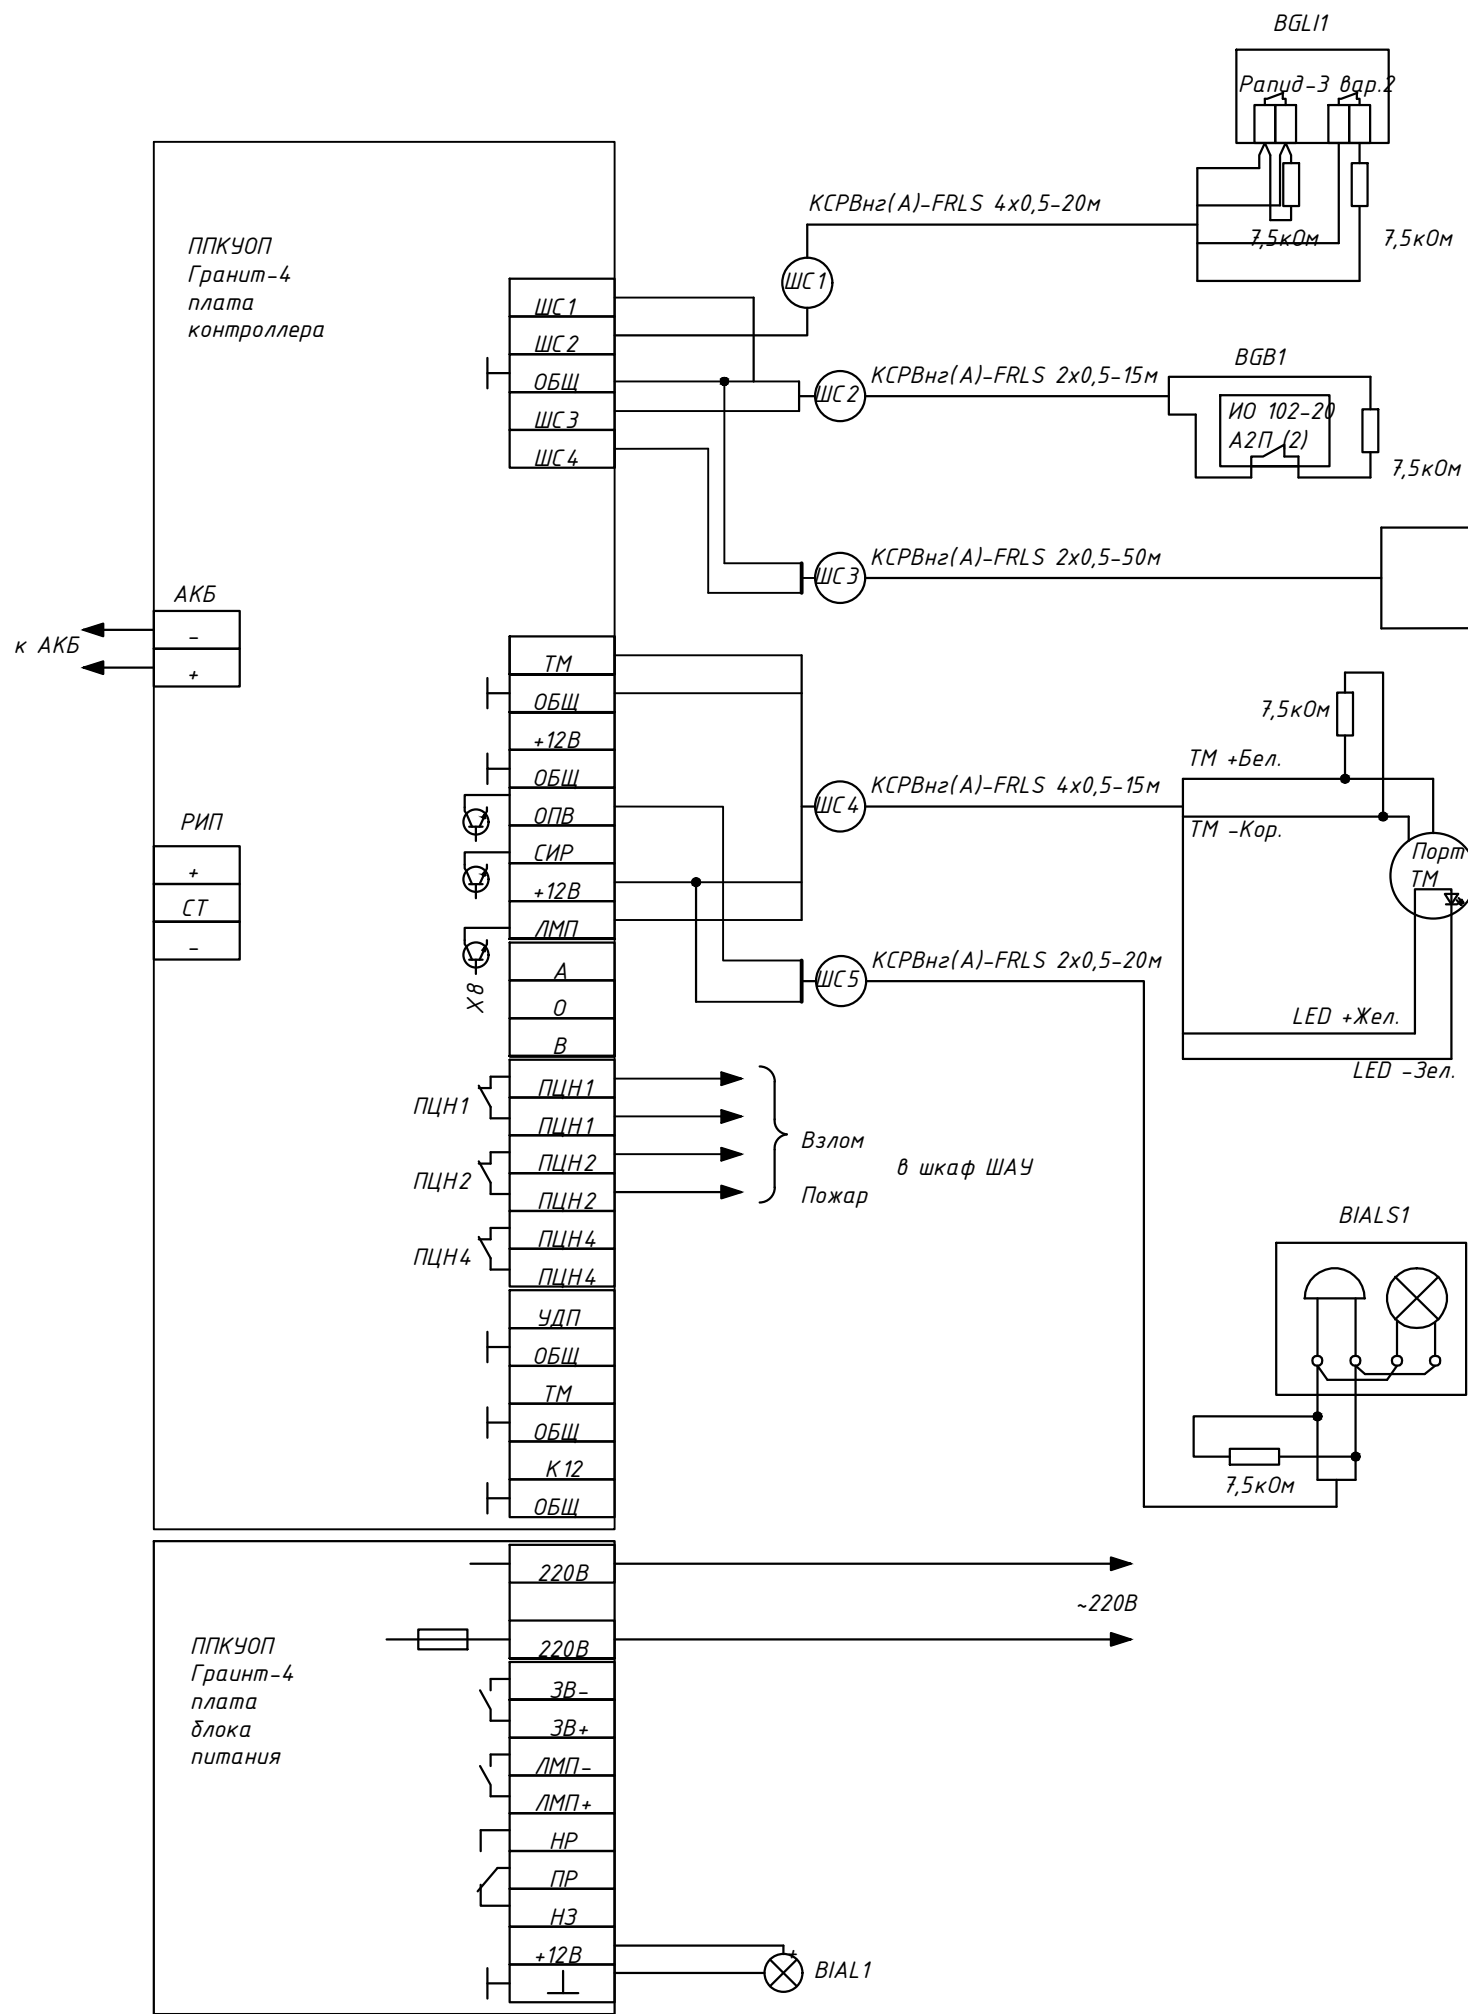 BGLI1
Рапид-3 вар.2
КСРВнг(А)-FRLS 4х0,5-20м
7,5кОм
7,5кОм
ППКУОП
Гранит-4
плата
контроллера
ШС1
ШС1
ШС2
ОБЩ
ШС3
ШС4
ШС2
КСРВнг(А)-FRLS 2х0,5-15м
BGB1
ИО 102-20
А2П (2)
7,5кОм
ШС3
КСРВнг(А)-FRLS 2х0,5-50м
АКБ
к АКБ
-
+
РИП
+
СТ
-
ТМ
ОБЩ
+12В
ОБЩ
ОПВ
СИР
+12В
ЛМП
А
О
В
Х8
ШС4
КСРВнг(А)-FRLS 4х0,5-15м
7,5кОм
ТМ +Бел.
ТМ -Кор.
Порт
ТМ
LED +Жел.
LED -Зел.
ШС5
КСРВнг(А)-FRLS 2х0,5-20м
ПЦН1
ПЦН1
ПЦН1
ПЦН2
ПЦН2
ПЦН2
ПЦН4
ПЦН4
ПЦН4
Взлом
Пожар
в шкаф ШАУ
УДП
ОБЩ
ТМ
ОБЩ
К12
ОБЩ
BIALS1
7,5кОм
ППКУОП
Граинт-4
плата
блока
питания
220В
220В
~220В
ЗВ-
ЗВ+
ЛМП-
ЛМП+
НР
ПР
НЗ
+12В
+
BIAL1